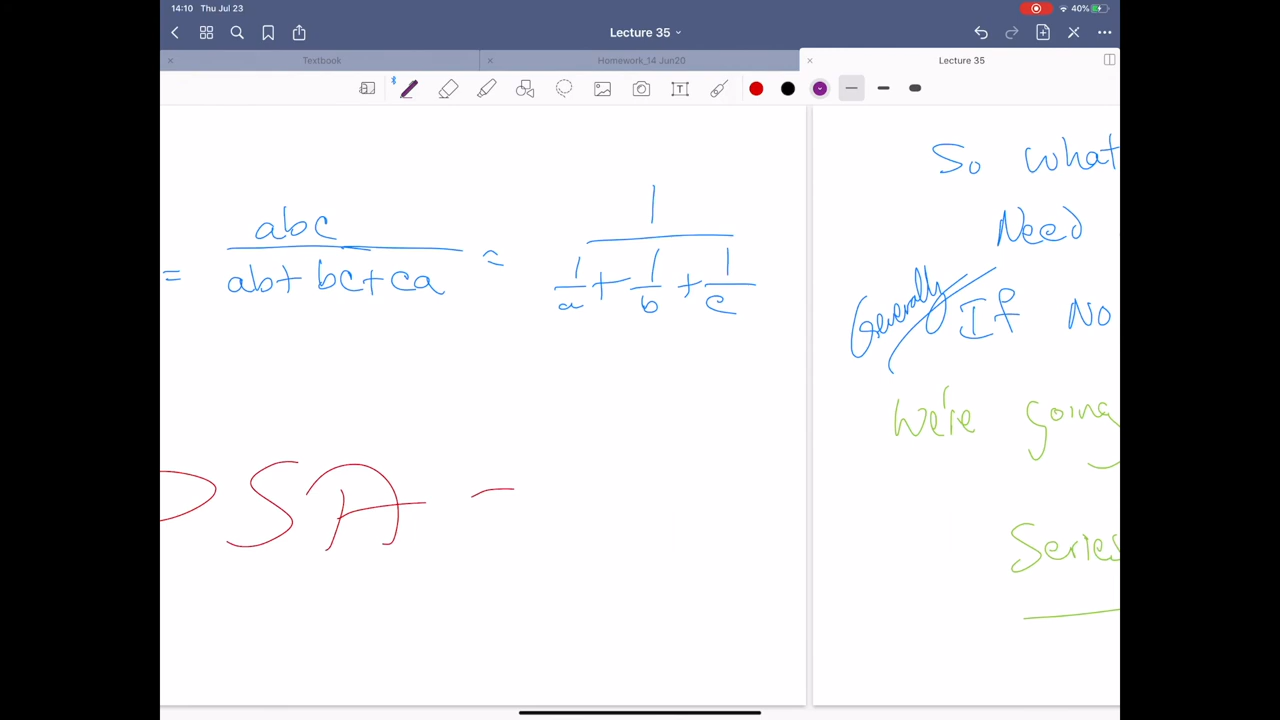 14:10 Thu Jul 23
40%
Lecture 35
Textbook
Homework_14 Jun20
Lecture 35
= abc / (ab + bc + ca) = 1 / (1/a + 1/b + 1/c)
SA -
So what
Need
Generally If No
We're going
Series